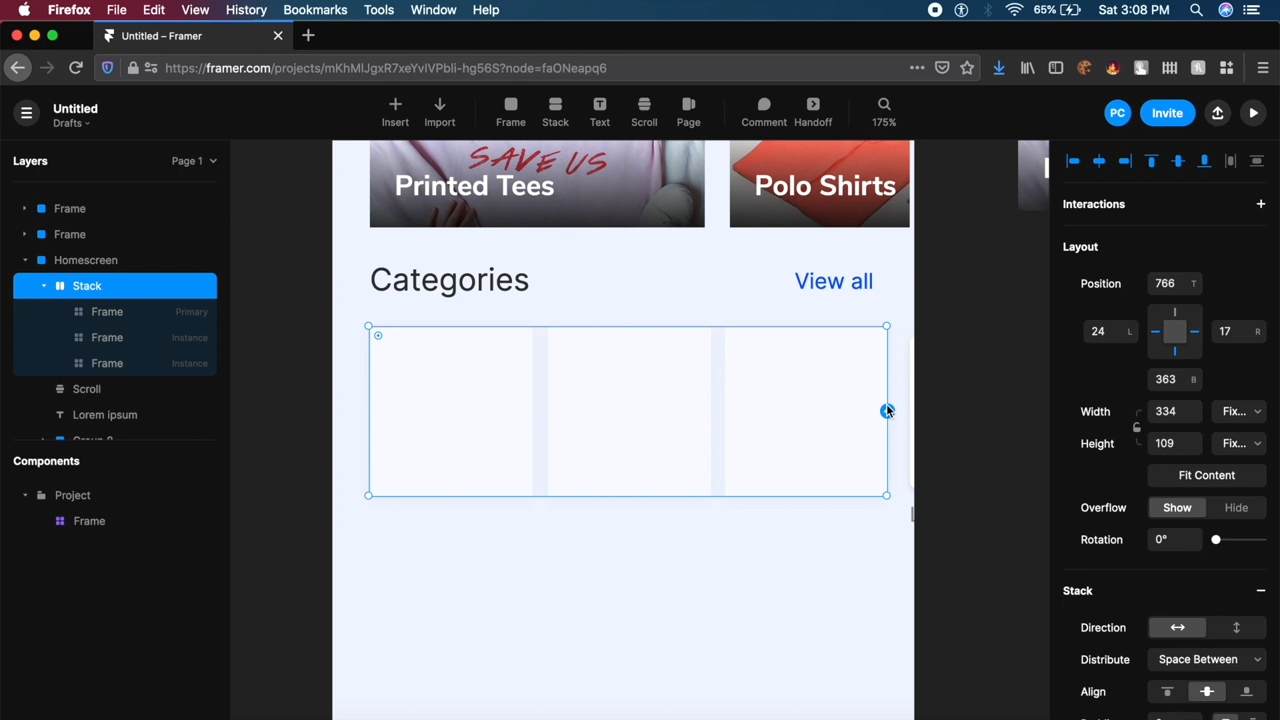 Firefox File Edit View History Bookmarks Tools Window Help 65% Sat 3:08 PM
Untitled – Framer
https://framer.com/projects/mKhMlJgxR7xeYvIVPbli-hg56S?node=faONeapq6
Untitled
Drafts
Insert Import Frame Stack Text Scroll Page Comment Handoff 175%
PC Invite
Layers Page 1
Frame
Frame
Homescreen
Stack
Frame Primary
Frame Instance
Frame Instance
Scroll
Lorem ipsum
Components
Project
Frame
SAVE US
Printed Tees
Polo Shirts
Categories
View all
Interactions
Layout
Position 766 T
24 L 17 R
363 B
Width 334 Fix...
Height 109 Fix...
Fit Content
Overflow Show Hide
Rotation 0°
Stack
Direction
Distribute Space Between
Align